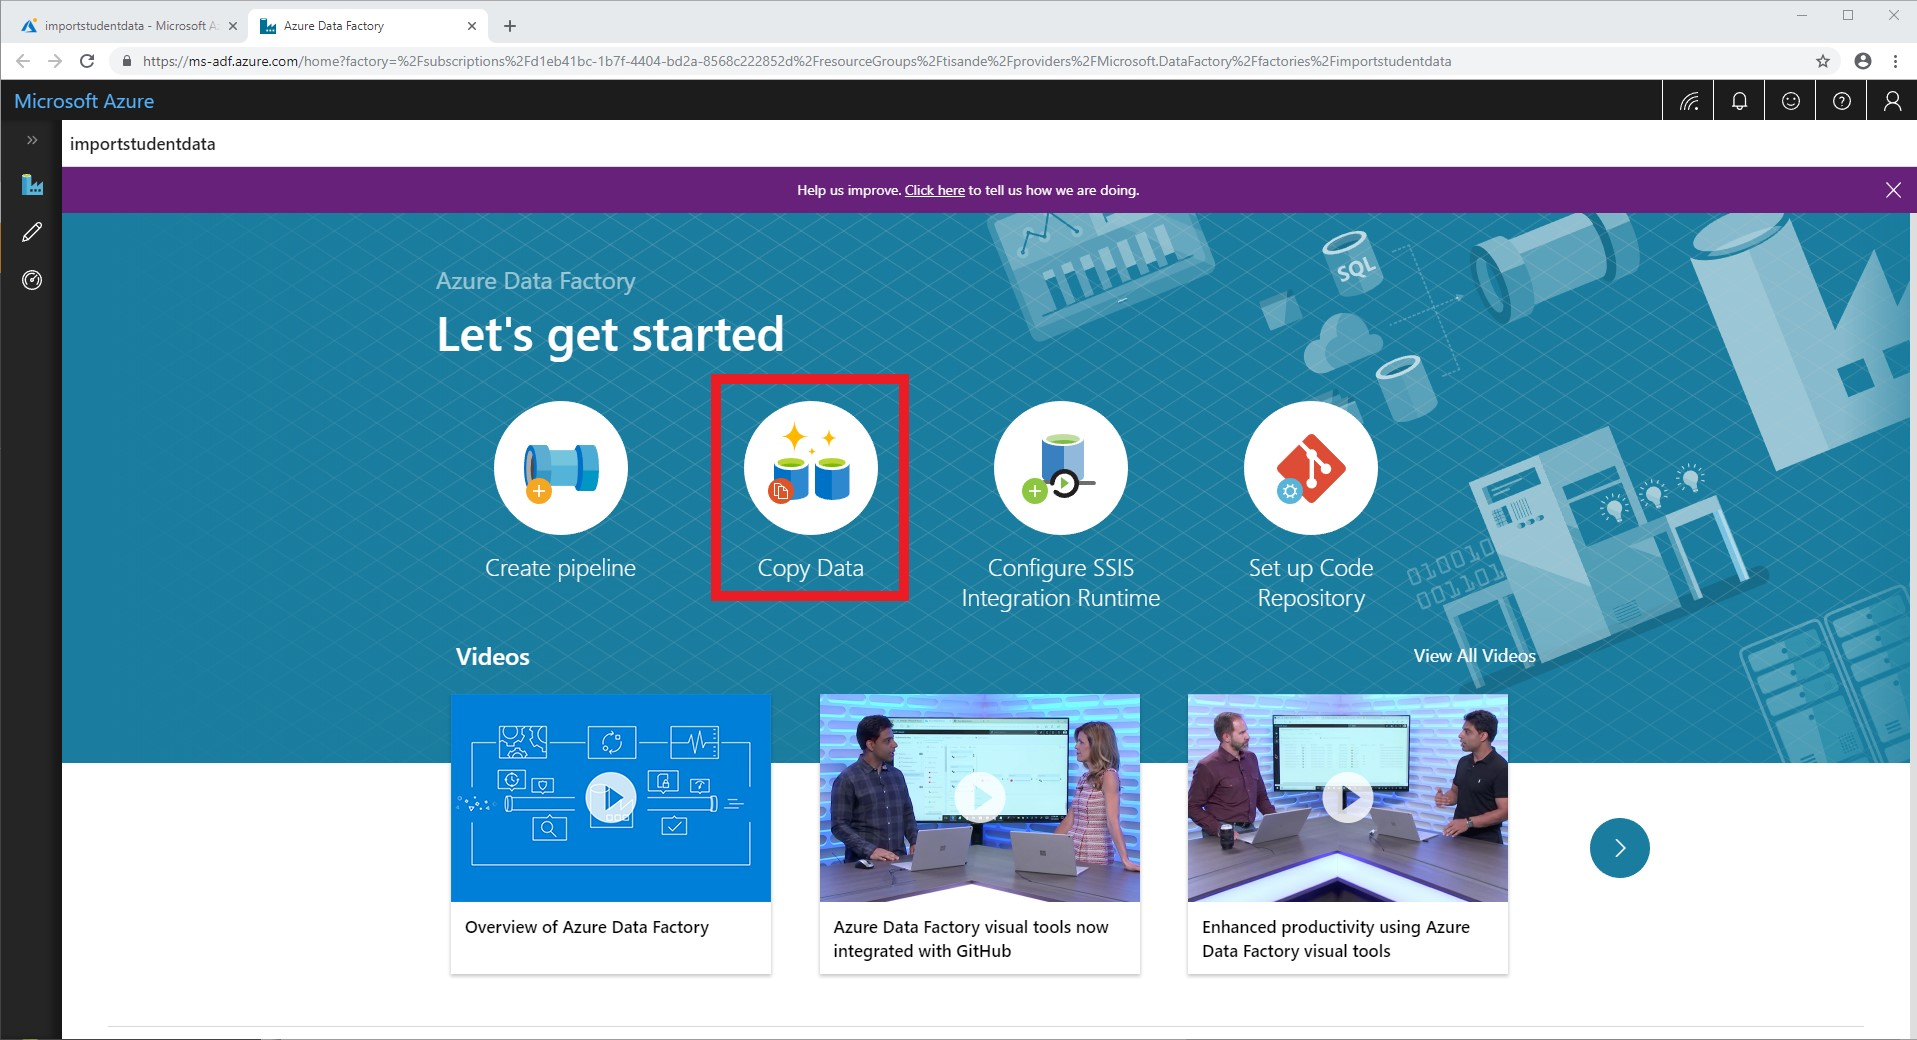 importstudentdata - Microsoft Az
Azure Data Factory
https://ms-adf.azure.com/home?factory=%2Fsubscriptions%2Fd1eb41bc-1b7f-4404-bd2a-8568c222852d%2FresourceGroups%2Ftisande%2Fproviders%2FMicrosoft.DataFactory%2Ffactories%2Fimportstudentdata
Microsoft Azure
importstudentdata
Help us improve. Click here to tell us how we are doing.
Azure Data Factory
Let's get started
SQL
Create pipeline
Copy Data
Configure SSIS
Integration Runtime
Set up Code
Repository
010010
001101
Videos
View All Videos
Overview of Azure Data Factory
Azure Data Factory visual tools now
integrated with GitHub
Enhanced productivity using Azure
Data Factory visual tools